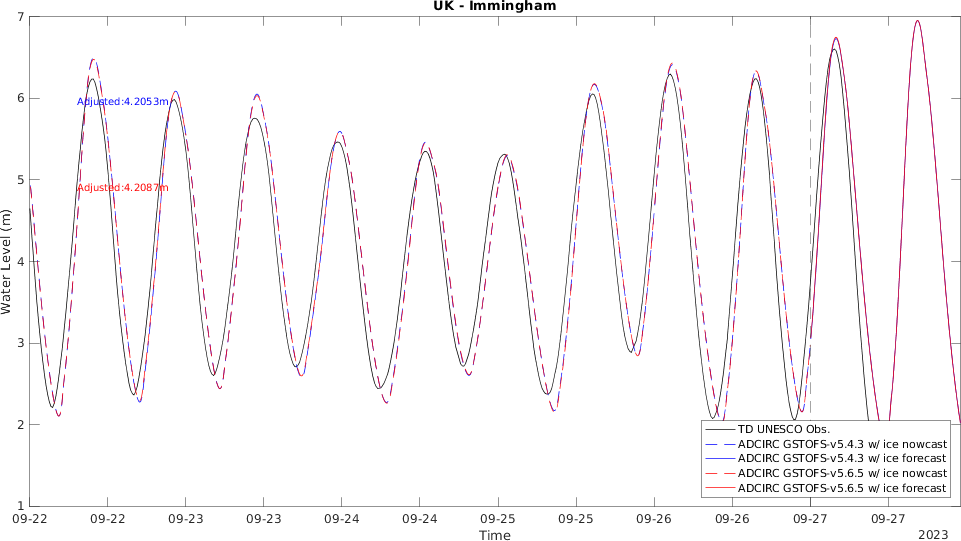 UK - Immingham
7
6
5
4
3
2
1
Water Level (m)
Adjusted:4.2053m
Adjusted:4.2087m
TD UNESCO Obs.
ADCIRC GSTOFS-v5.4.3 w/ ice nowcast
ADCIRC GSTOFS-v5.4.3 w/ ice forecast
ADCIRC GSTOFS-v5.6.5 w/ ice nowcast
ADCIRC GSTOFS-v5.6.5 w/ ice forecast
09-22 09-22 09-23 09-23 09-24 09-24 09-25 09-25 09-26 09-26 09-27 09-27
Time
2023